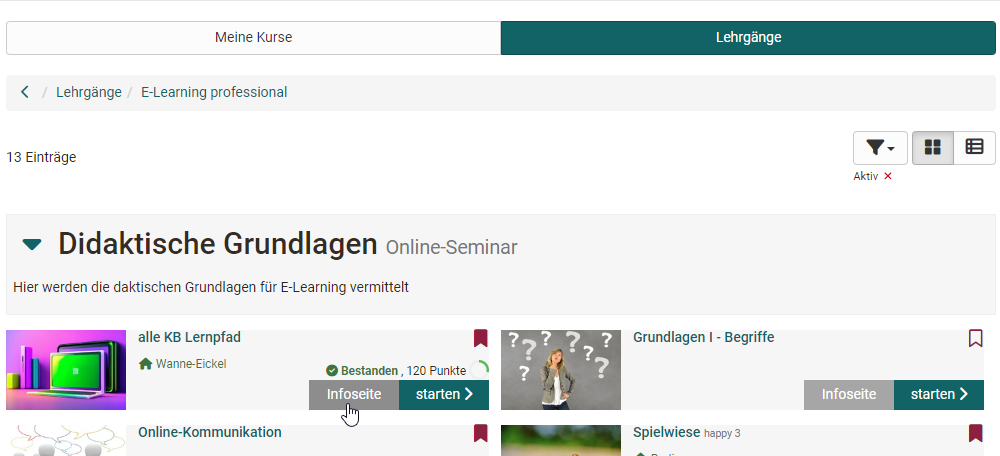 Meine Kurse
Lehrgänge
/ Lehrgänge / E-Learning professional
13 Einträge
Aktiv ×
Didaktische Grundlagen Online-Seminar
Hier werden die daktischen Grundlagen für E-Learning vermittelt
alle KB Lernpfad
Wanne-Eickel
Bestanden , 120 Punkte
Infoseite
starten
Grundlagen I - Begriffe
Infoseite
starten
Online-Kommunikation
Spielwiese happy 3